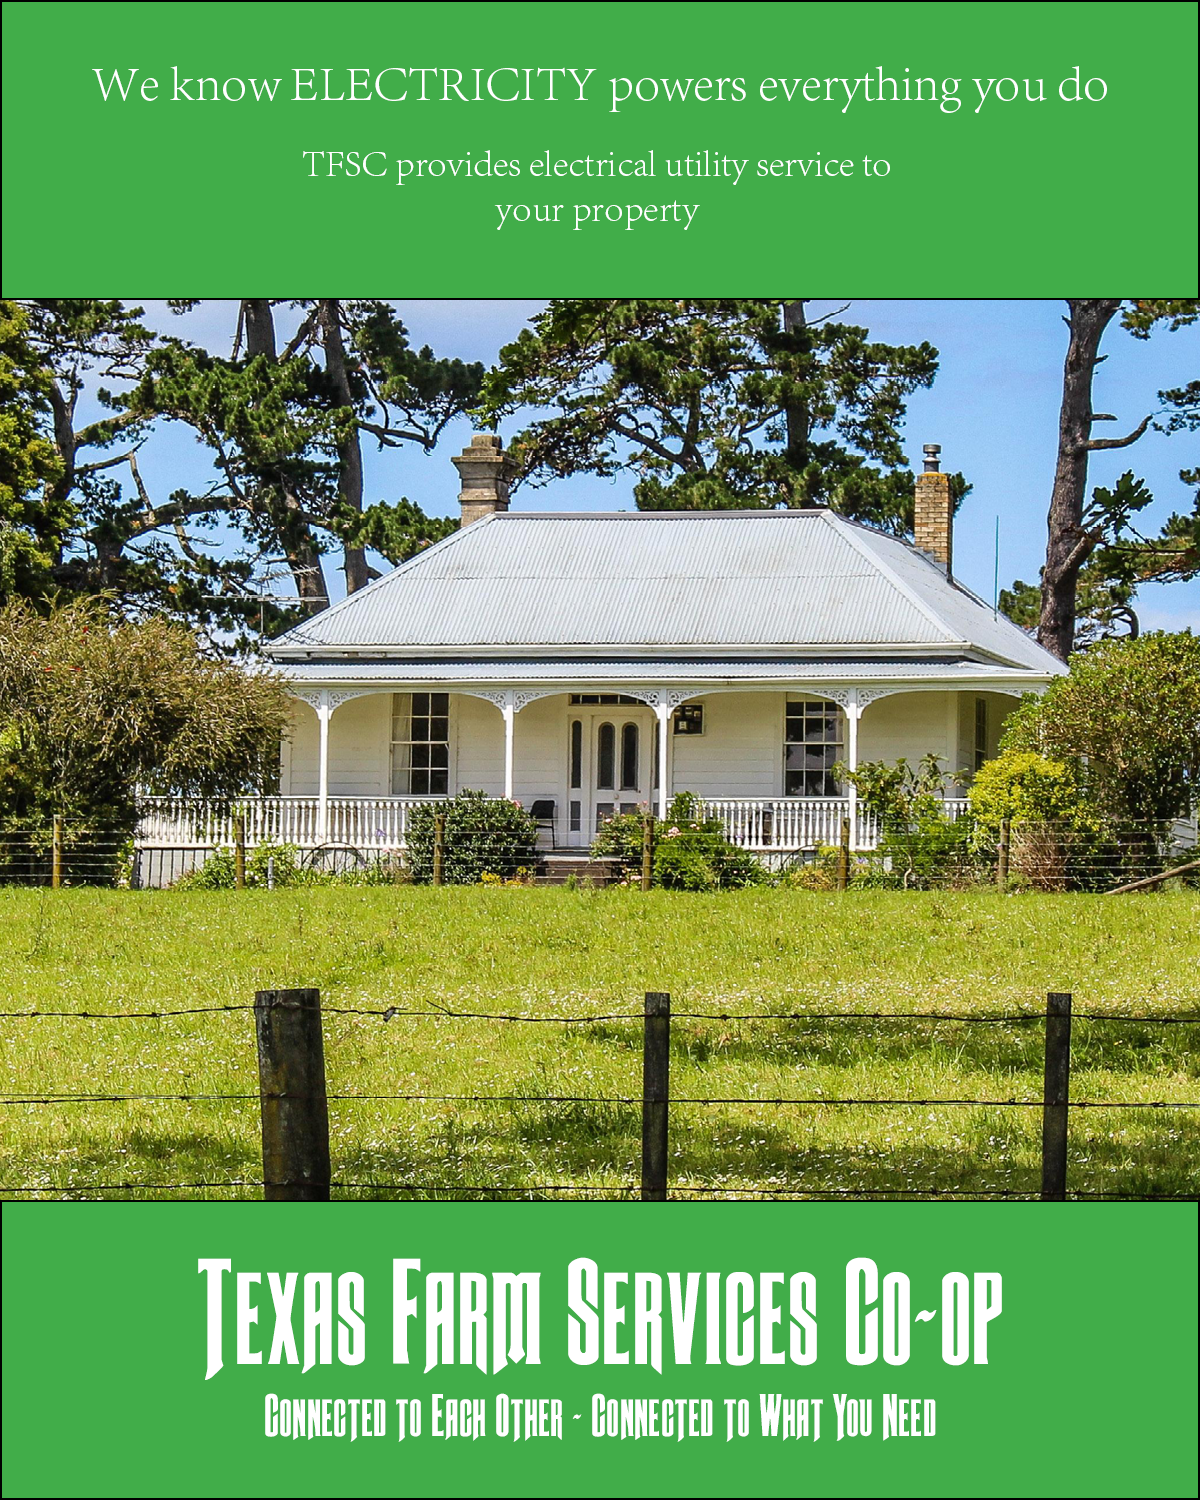 We know ELECTRICITY powers everything you do
TFSC provides electrical utility service to
your property
Texas Farm Services Co-op
Connected to Each Other - Connected to What You Need